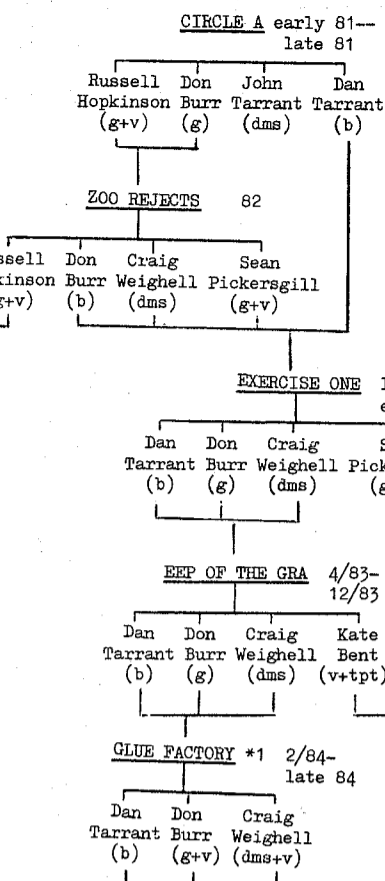 CIRCLE A early 81--
late 81
Russell Don John Dan
Hopkinson Burr Tarrant Tarrant
(g+v) (g) (dms) (b)
ZOO REJECTS 82
ssell Don Craig Sean
kinson Burr Weighell Pickersgill
g+v) (b) (dms) (g+v)
EXERCISE ONE
Dan Don Craig
Tarrant Burr Weighell Pick
(b) (g) (dms) (g
EEP OF THE GRA 4/83-
12/83
Dan Don Craig Kate
Tarrant Burr Weighell Bent
(b) (g) (dms) (v+tpt)
GLUE FACTORY *1 2/84-
late 84
Dan Don Craig
Tarrant Burr Weighell
(b) (g+v) (dms+v)